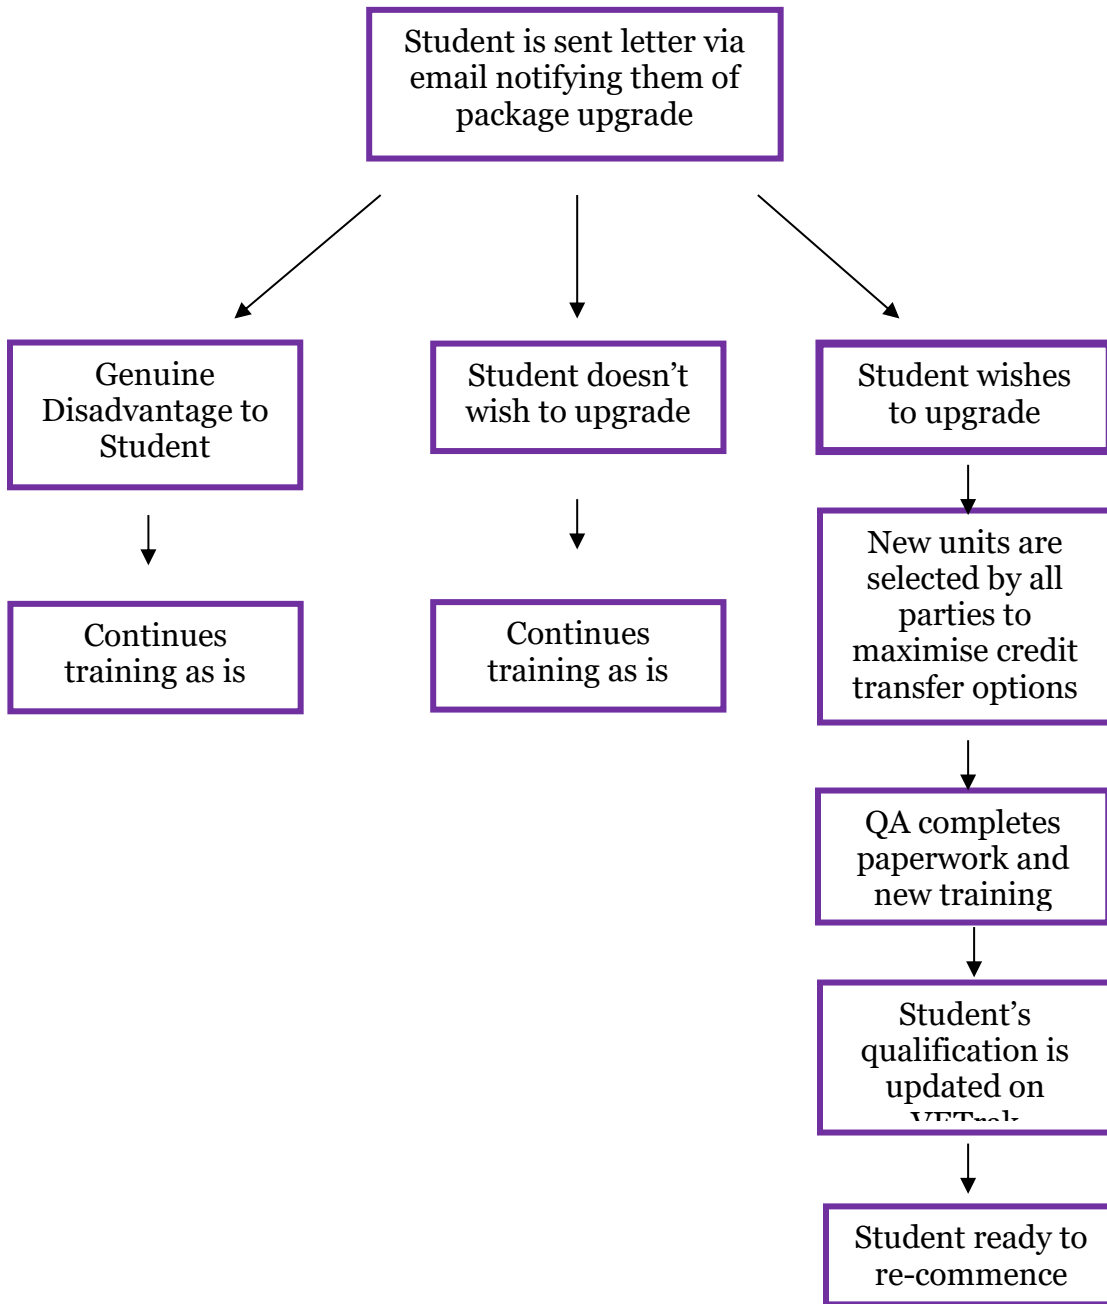 Student is sent letter via
email notifying them of
package upgrade
Genuine
Disadvantage to
Student
Student doesn’t
wish to upgrade
Student wishes
to upgrade
Continues
training as is
Continues
training as is
New units are
selected by all
parties to
maximise credit
transfer options
QA completes
paperwork and
new training
Student’s
qualification is
updated on
VETrak
Student ready to
re-commence